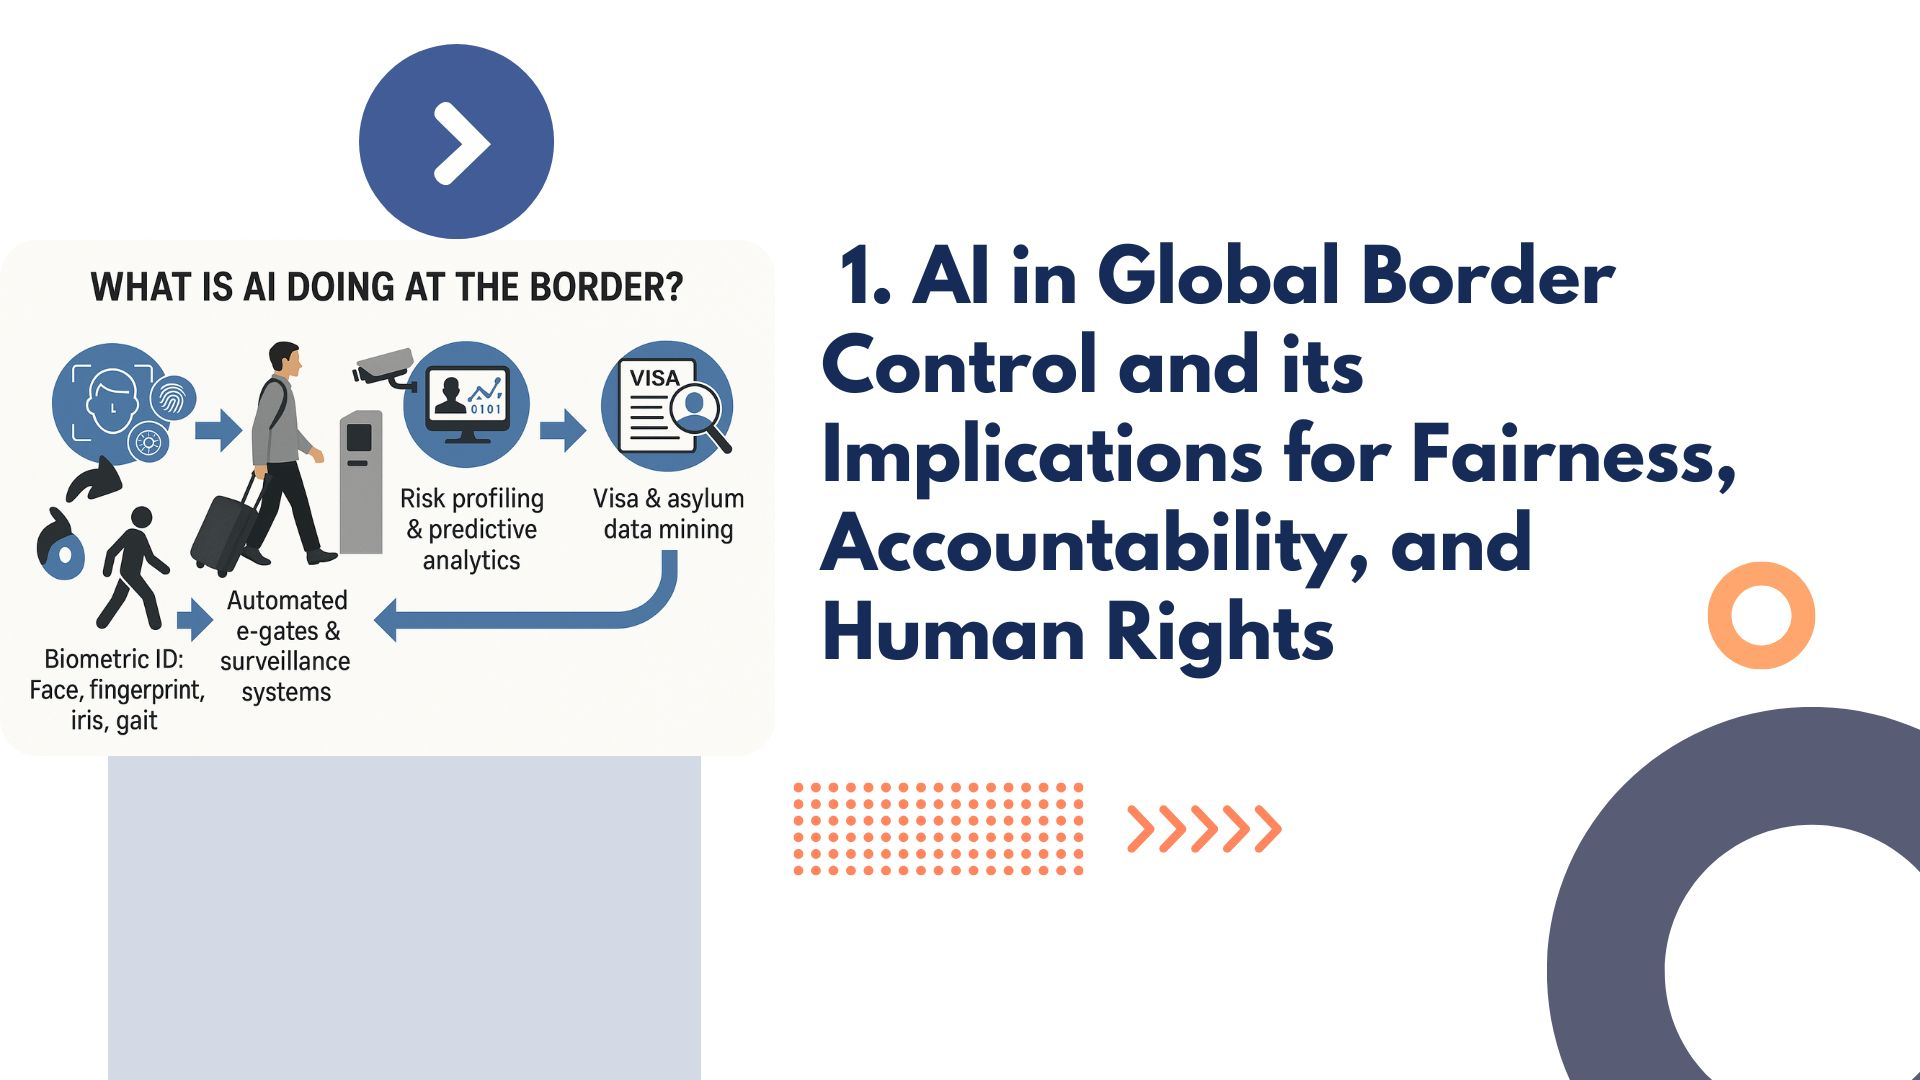 WHAT IS AI DOING AT THE BORDER?
VISA
0101
Risk profiling
& predictive
analytics
Visa & asylum
data mining
Automated
e-gates &
surveillance
systems
Biometric ID:
Face, fingerprint,
iris, gait
1. AI in Global Border
Control and its
Implications for Fairness,
Accountability, and
Human Rights